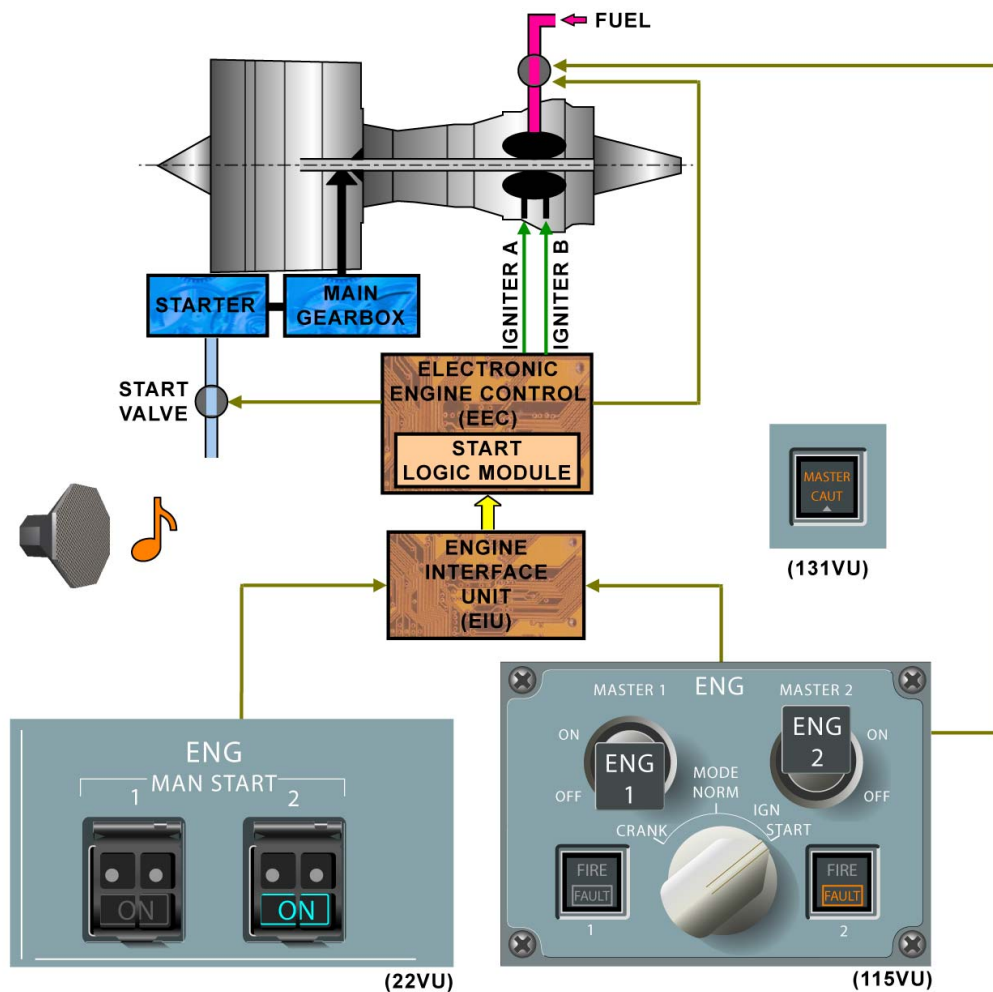 FUEL
IGNITER A
IGNITER B
STARTER
MAIN
GEARBOX
START
VALVE
ELECTRONIC
ENGINE CONTROL
(EEC)
START
LOGIC MODULE
MASTER
CAUT
(131VU)
ENGINE
INTERFACE
UNIT
(EIU)
ENG
MAN START
1 2
ON ON
(22VU)
MASTER 1 ENG MASTER 2
ON ENG 2 ON
OFF ENG 1 OFF
MODE
NORM
IGN
CRANK START
FIRE FIRE
FAULT FAULT
1 2
(115VU)